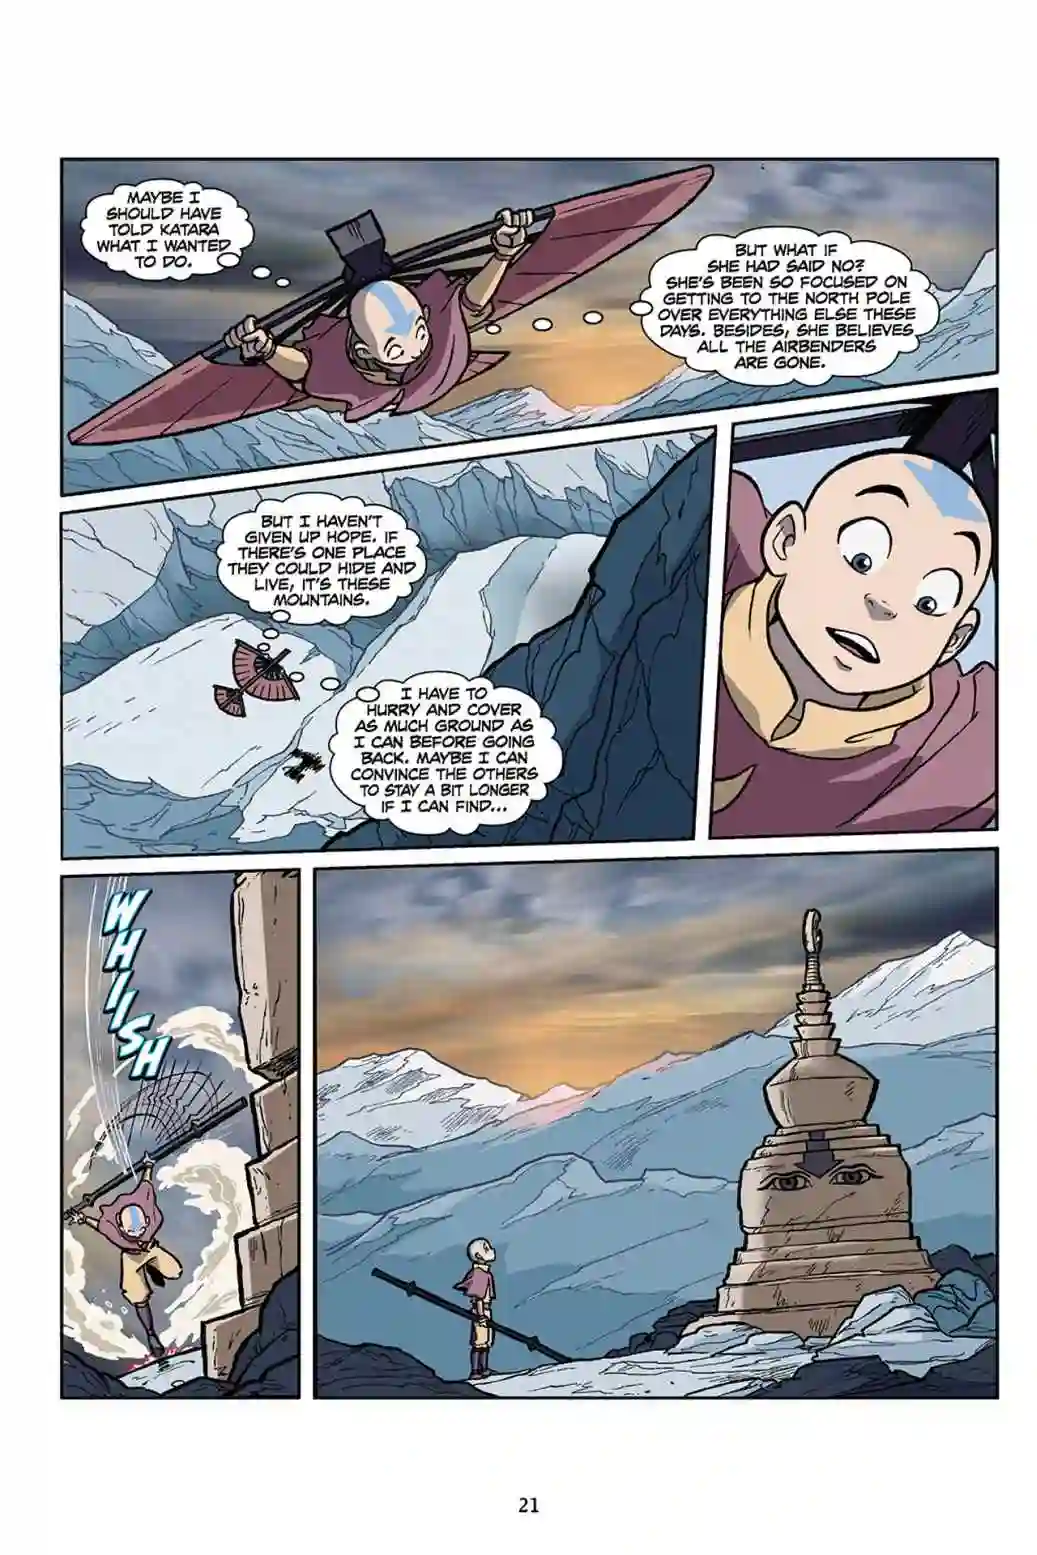 MAYBE I
SHOULD HAVE
TOLD KATARA
WHAT I WANTED
TO DO.
BUT WHAT IF
SHE HAD SAID NO?
SHE'S BEEN SO FOCUSED ON
GETTING TO THE NORTH POLE
OVER EVERYTHING ELSE THESE
DAYS. BESIDES, SHE BELIEVES
ALL THE AIRBENDERS
ARE GONE.
BUT I HAVEN'T
GIVEN UP HOPE. IF
THERE'S ONE PLACE
THEY COULD HIDE AND
LIVE, IT'S THESE
MOUNTAINS.
I HAVE TO
HURRY AND COVER
AS MUCH GROUND AS
I CAN BEFORE GOING
BACK. MAYBE I CAN
CONVINCE THE OTHERS
TO STAY A BIT LONGER
IF I CAN FIND...
WHIISH
21